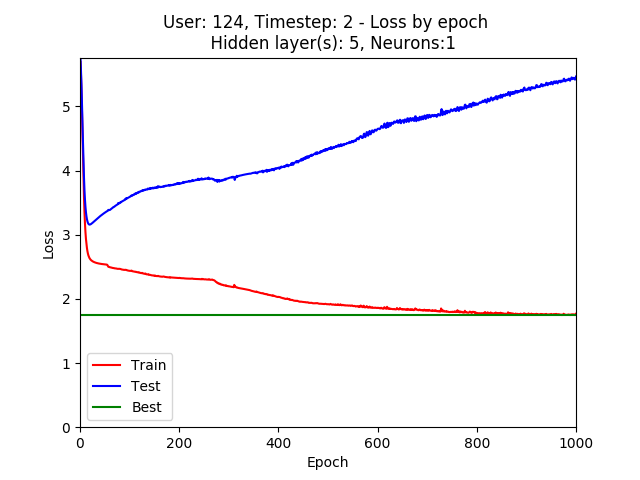 User: 124, Timestep: 2 - Loss by epoch
Hidden layer(s): 5, Neurons:1
5
4
3
2
1
0
Loss
Train
Test
Best
0 200 400 600 800 1000
Epoch